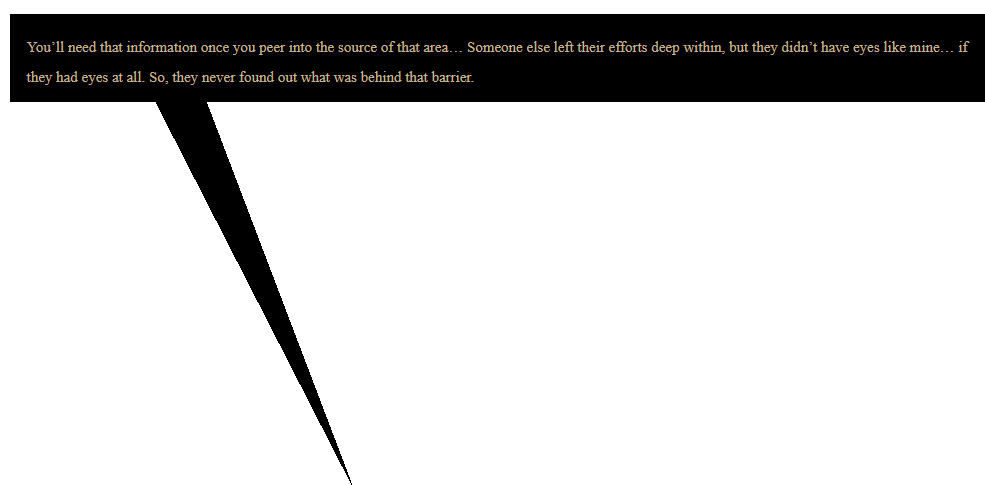 You’ll need that information once you peer into the source of that area… Someone else left their efforts deep within, but they didn’t have eyes like mine… if
they had eyes at all. So, they never found out what was behind that barrier.